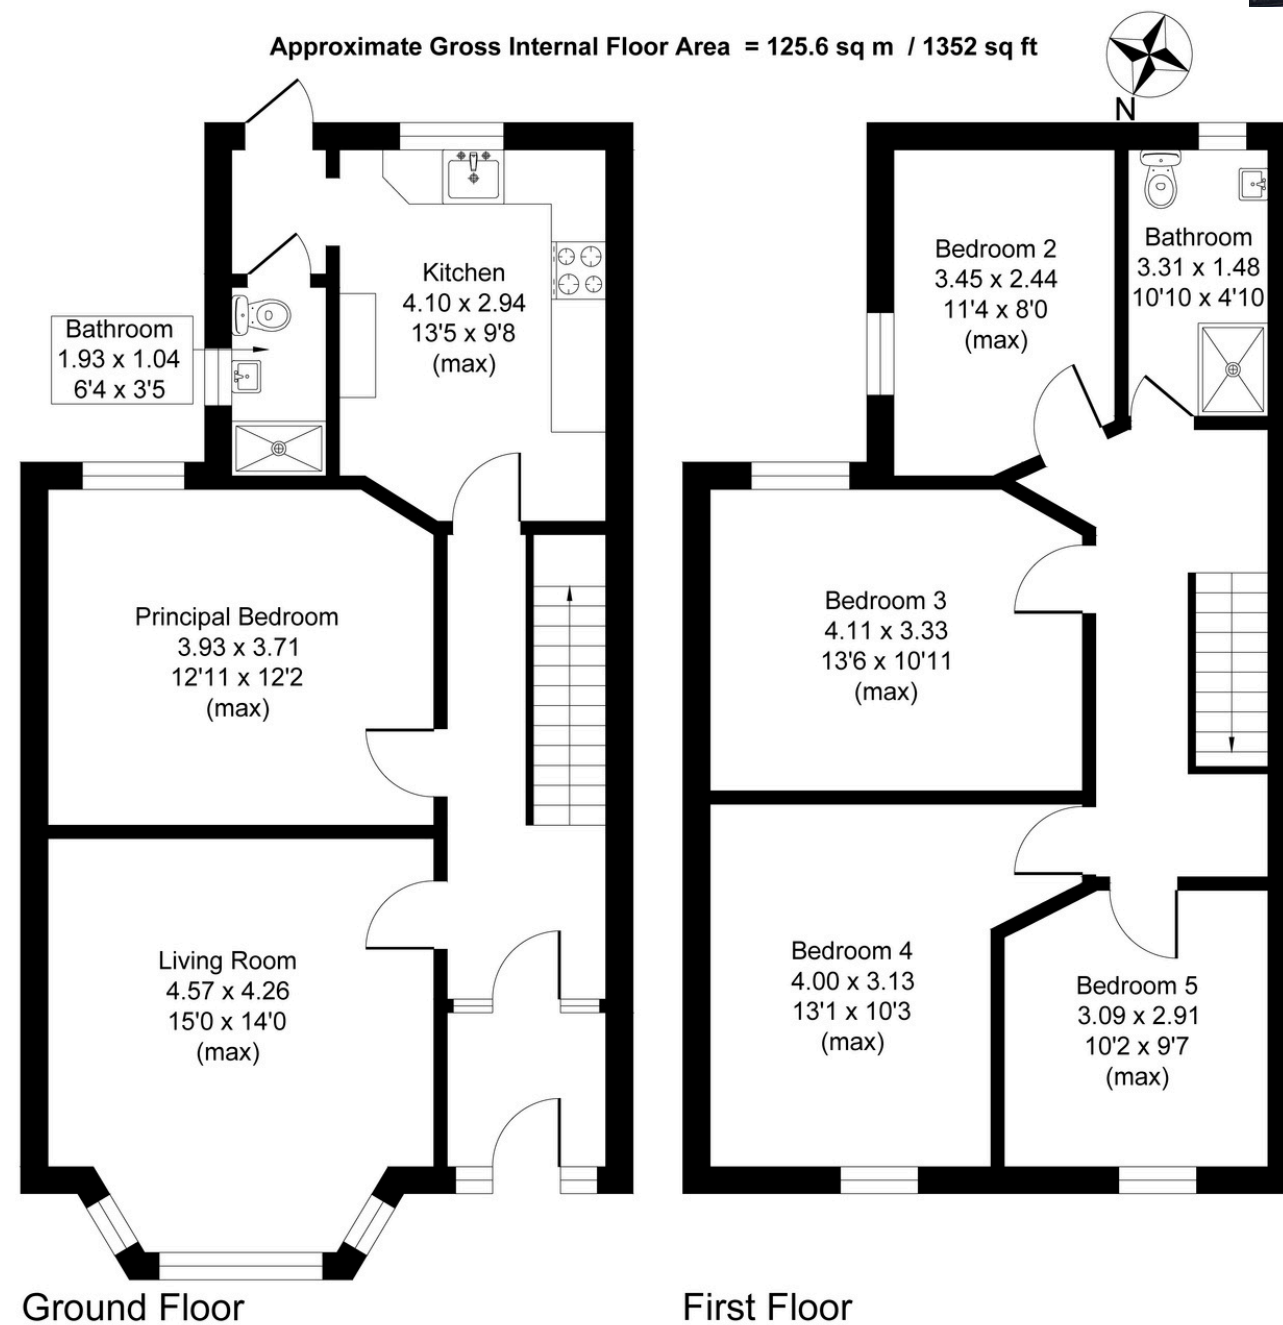 Approximate Gross Internal Floor Area = 125.6 sq m / 1352 sq ft
N
Kitchen
4.10 x 2.94
13'5 x 9'8
(max)
Bathroom
1.93 x 1.04
6'4 x 3'5
Principal Bedroom
3.93 x 3.71
12'11 x 12'2
(max)
Living Room
4.57 x 4.26
15'0 x 14'0
(max)
Ground Floor
Bedroom 2
3.45 x 2.44
11'4 x 8'0
(max)
Bathroom
3.31 x 1.48
10'10 x 4'10
Bedroom 3
4.11 x 3.33
13'6 x 10'11
(max)
Bedroom 4
4.00 x 3.13
13'1 x 10'3
(max)
Bedroom 5
3.09 x 2.91
10'2 x 9'7
(max)
First Floor